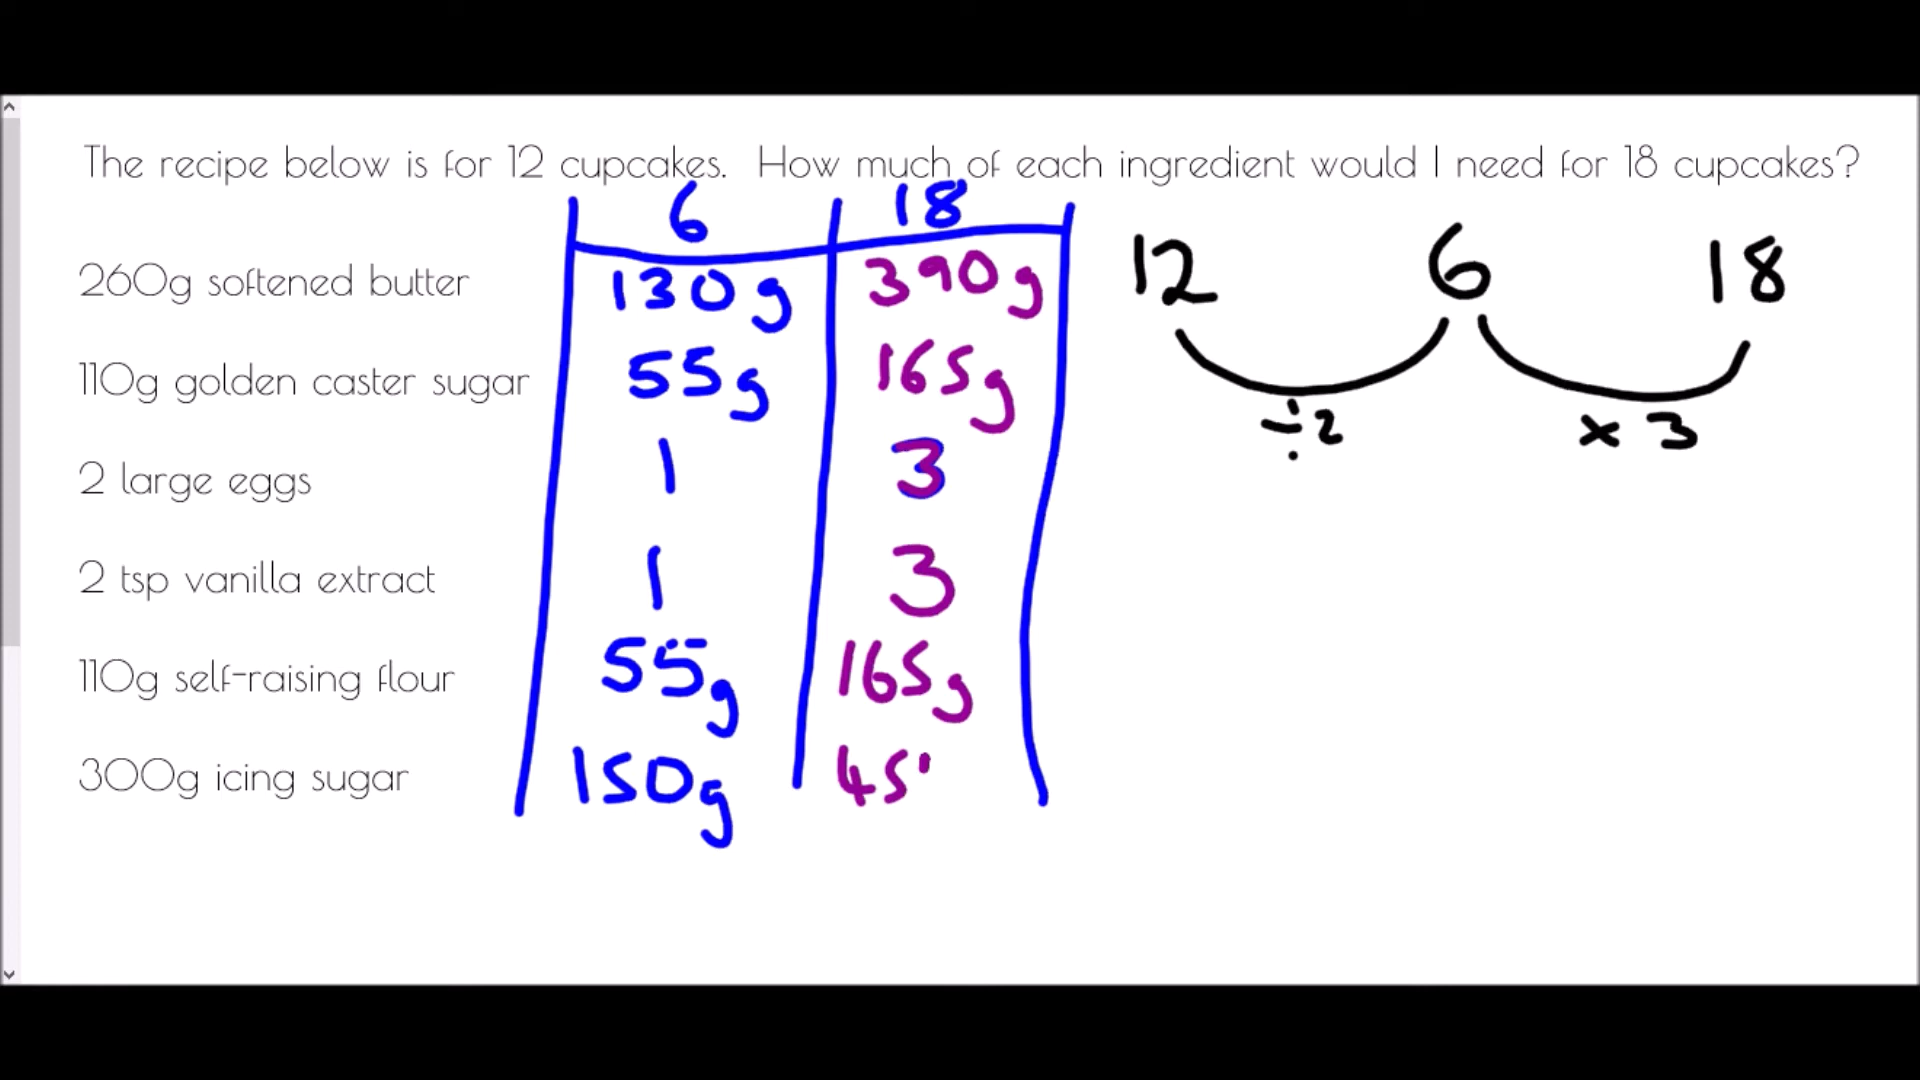 The recipe below is for 12 cupcakes. How much of each ingredient would I need for 18 cupcakes?
6 18
12 6 18
260g softened butter 130g 390g
110g golden caster sugar 55g 165g
÷2 × 3
2 large eggs 1 3
2 tsp vanilla extract 1 3
110g self-raising flour 55g 165g
300g icing sugar 150g 45